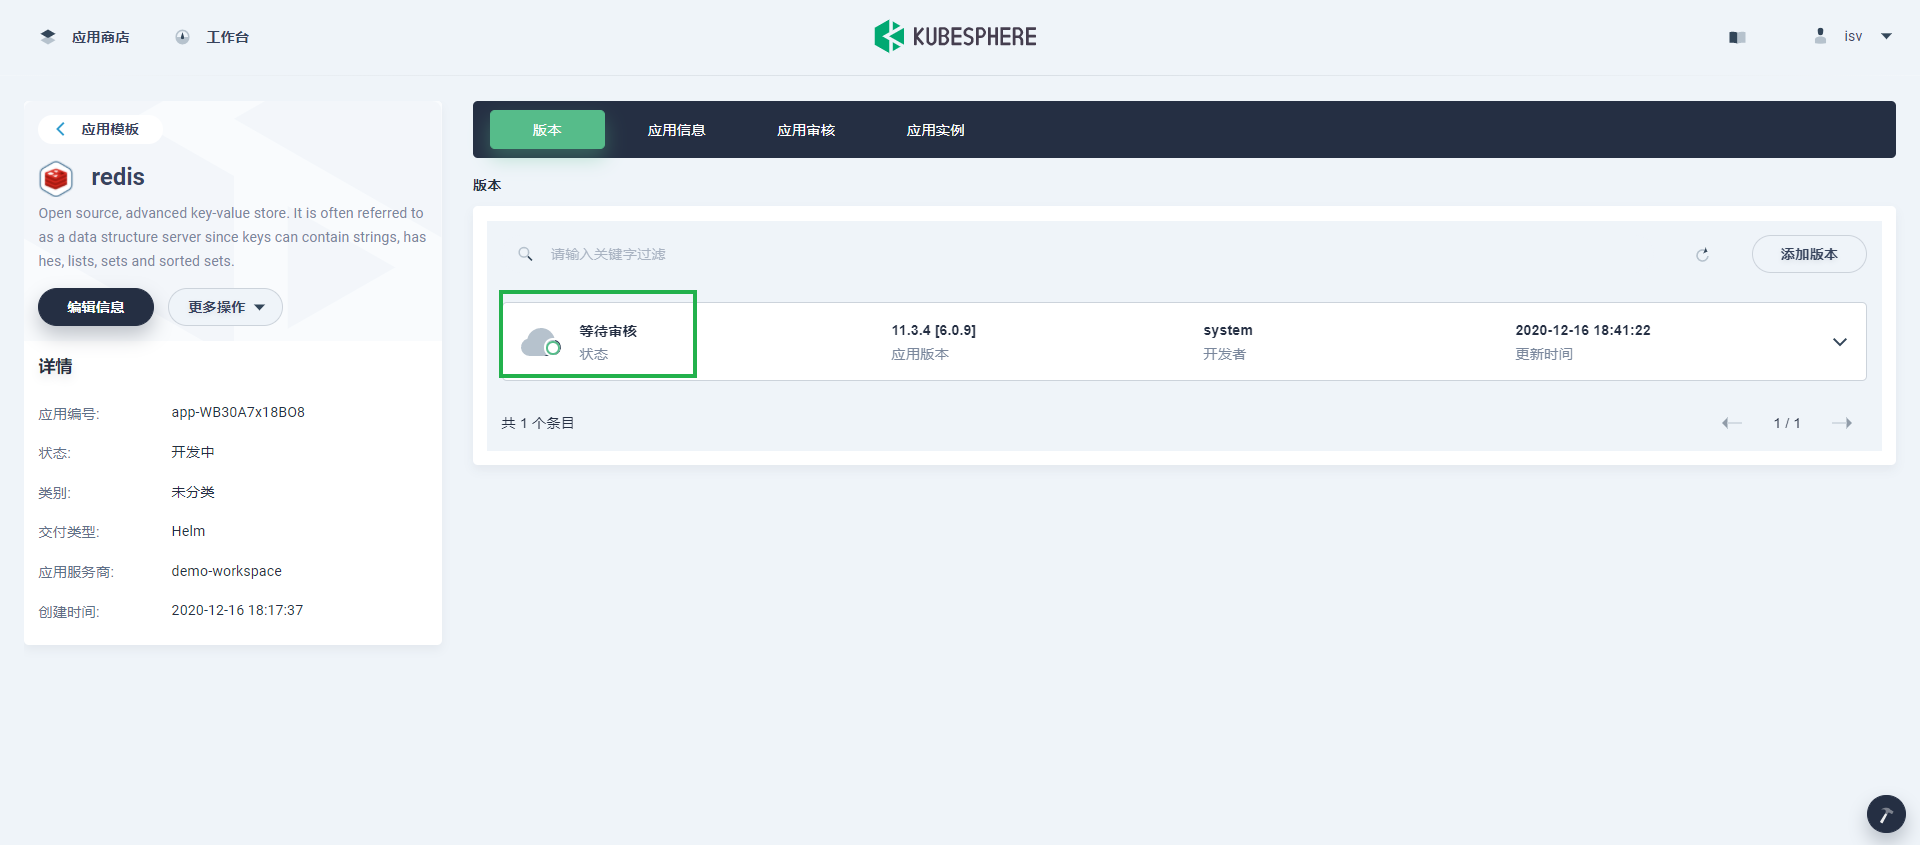 应用商店
工作台
KUBESPHERE
isv
应用模板
redis
Open source, advanced key-value store. It is often referred to
as a data structure server since keys can contain strings, has
hes, lists, sets and sorted sets.
编辑信息
更多操作
详情
应用编号:
app-WB30A7x18BO8
状态:
开发中
类别:
未分类
交付类型:
Helm
应用服务商:
demo-workspace
创建时间:
2020-12-16 18:17:37
版本
应用信息
应用审核
应用实例
版本
请输入关键字过滤
添加版本
等待审核
状态
11.3.4 [6.0.9]
应用版本
system
开发者
2020-12-16 18:41:22
更新时间
共 1 个条目
1 / 1